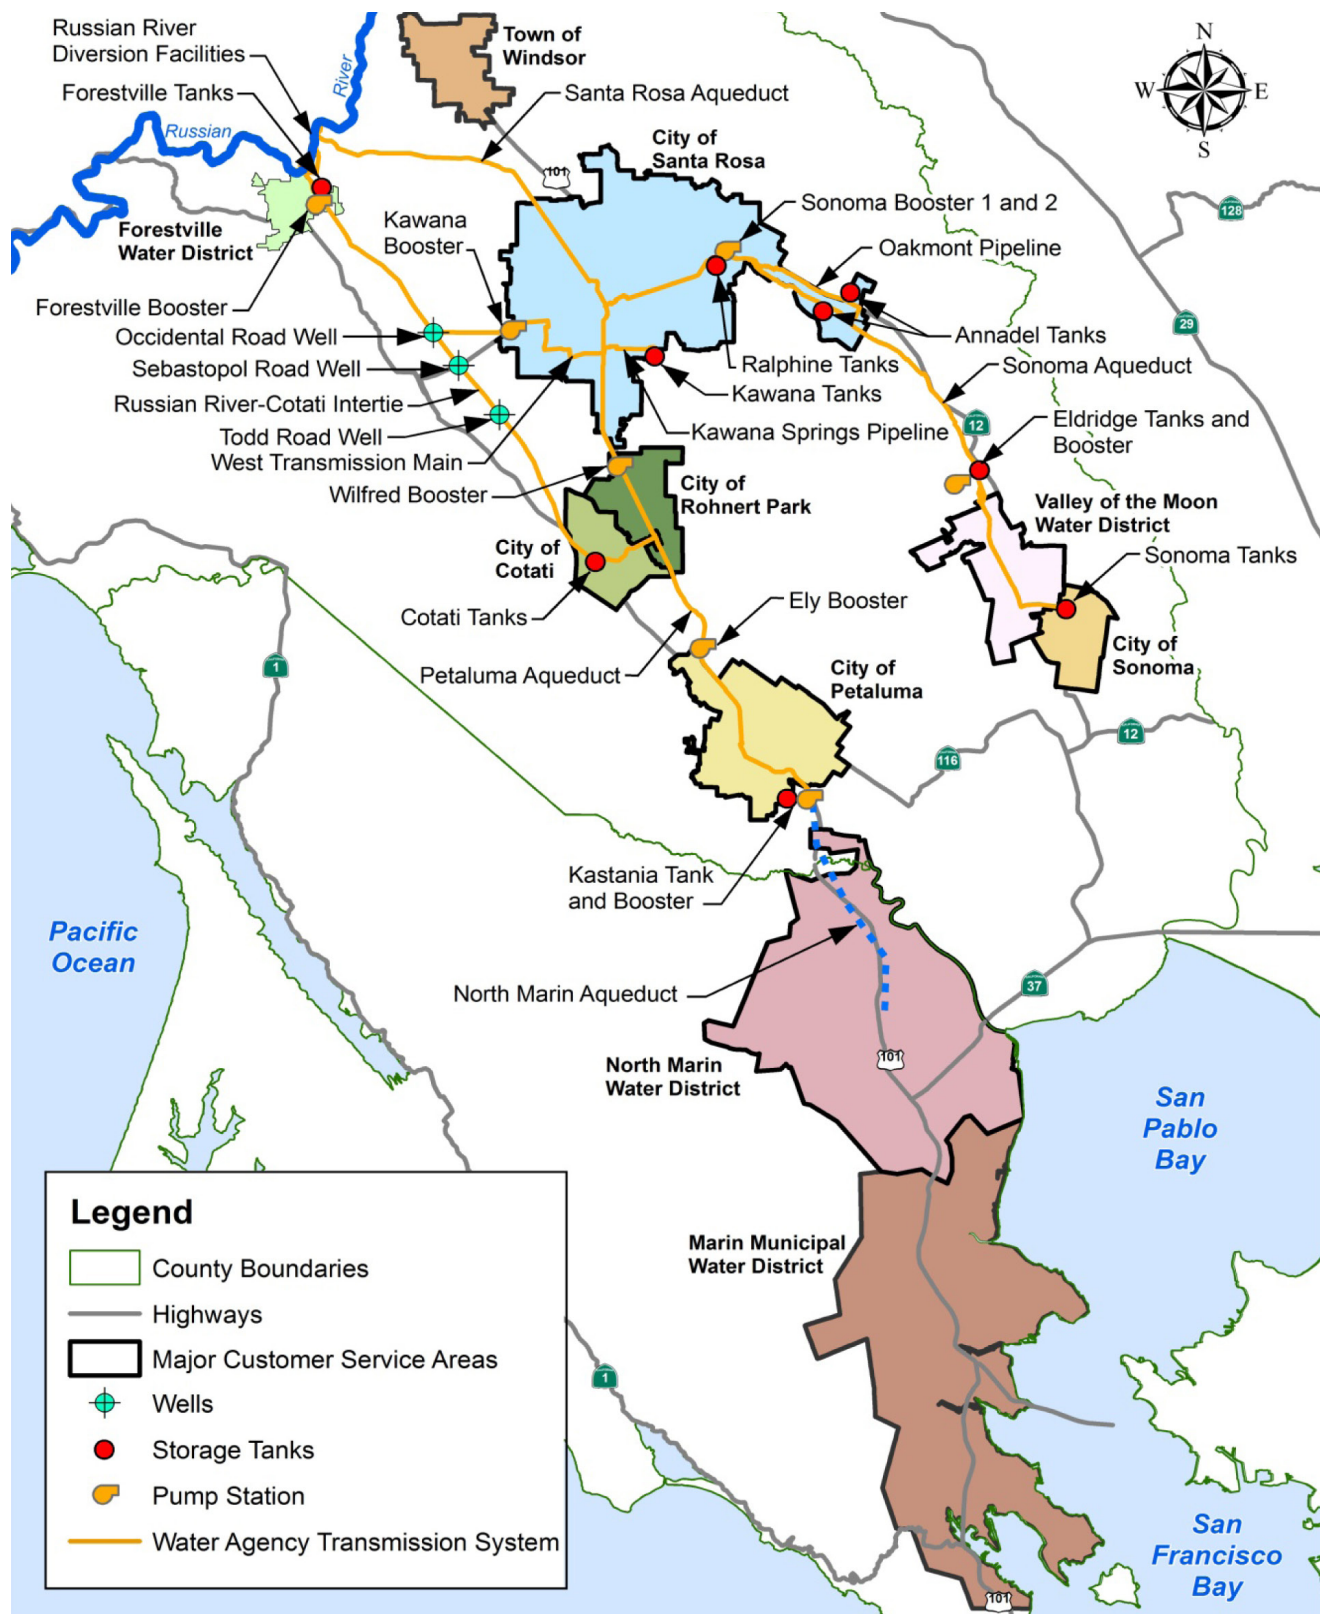 Russian River
Diversion Facilities
Forestville Tanks
River
Russian
Town of
Windsor
Santa Rosa Aqueduct
N
W
E
S
City of
Santa Rosa
101
Sonoma Booster 1 and 2
128
Kawana
Booster
Forestville
Water District
Oakmont Pipeline
Forestville Booster
29
Occidental Road Well
Annadel Tanks
Sebastopol Road Well
Ralphine Tanks
Sonoma Aqueduct
Kawana Tanks
Russian River-Cotati Intertie
Todd Road Well
12
Eldridge Tanks and
Booster
Kawana Springs Pipeline
West Transmission Main
Wilfred Booster
City of
Rohnert Park
Valley of the Moon
Water District
City of
Cotati
Sonoma Tanks
Cotati Tanks
Ely Booster
City of
Sonoma
1
Petaluma Aqueduct
City of
Petaluma
12
116
Kastania Tank
and Booster
Pacific
Ocean
North Marin Aqueduct
37
101
North Marin
Water District
San
Pablo
Bay
Legend
County Boundaries
Highways
Major Customer Service Areas
Wells
Storage Tanks
Pump Station
Water Agency Transmission System
Marin Municipal
Water District
1
San
Francisco
Bay
101